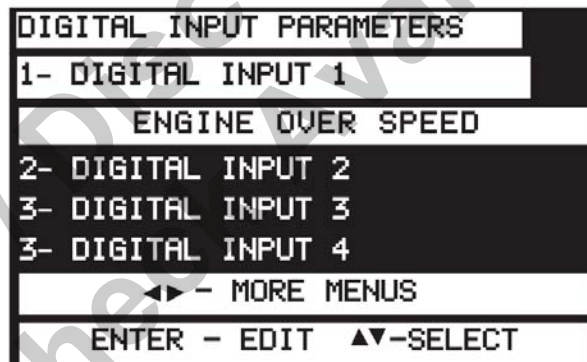 DIGITAL INPUT PARAMETERS
1- DIGITAL INPUT 1
ENGINE OVER SPEED
2- DIGITAL INPUT 2
3- DIGITAL INPUT 3
3- DIGITAL INPUT 4
◄► - MORE MENUS
ENTER - EDIT ▲▼-SELECT